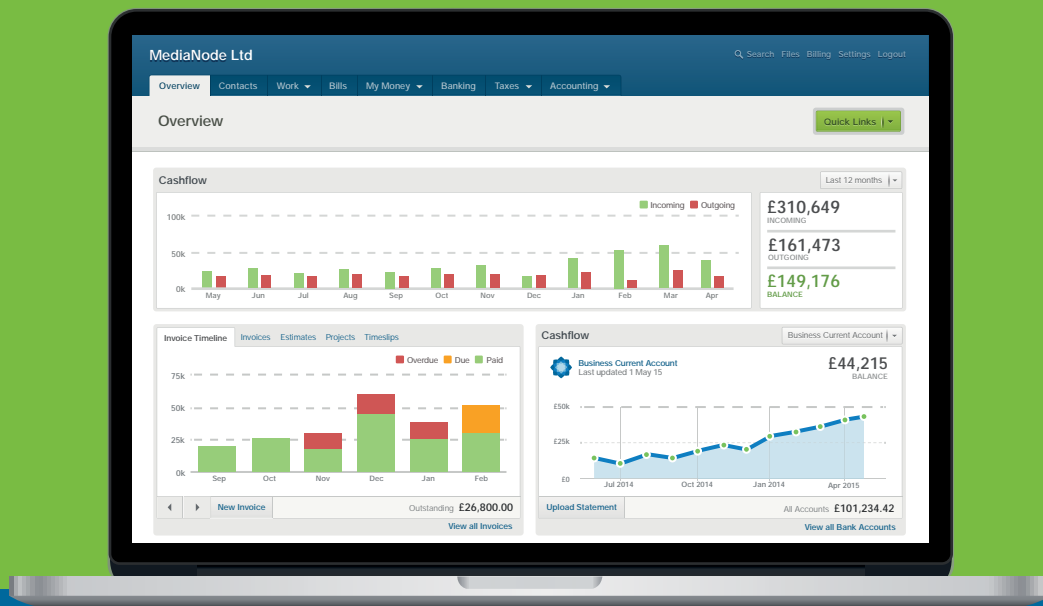 MediaNode Ltd
Search Files Billing Settings Logout
Overview Contacts Work Bills My Money Banking Taxes Accounting
Overview
Quick Links
Cashflow
Last 12 months
Incoming Outgoing
100k
50k
0k
May Jun Jul Aug Sep Oct Nov Dec Jan Feb Mar Apr
£310,649
INCOMING
£161,473
OUTGOING
£149,176
BALANCE
Invoice Timeline Invoices Estimates Projects Timeslips
Overdue Due Paid
75k
50k
25k
0k
Sep Oct Nov Dec Jan Feb
New Invoice
Outstanding £26,800.00
View all Invoices
Cashflow
Business Current Account
Business Current Account
Last updated 1 May 15
£44,215
BALANCE
£50k
£25k
£0
Jul 2014 Oct 2014 Jan 2014 Apr 2015
Upload Statement
All Accounts £101,234.42
View all Bank Accounts